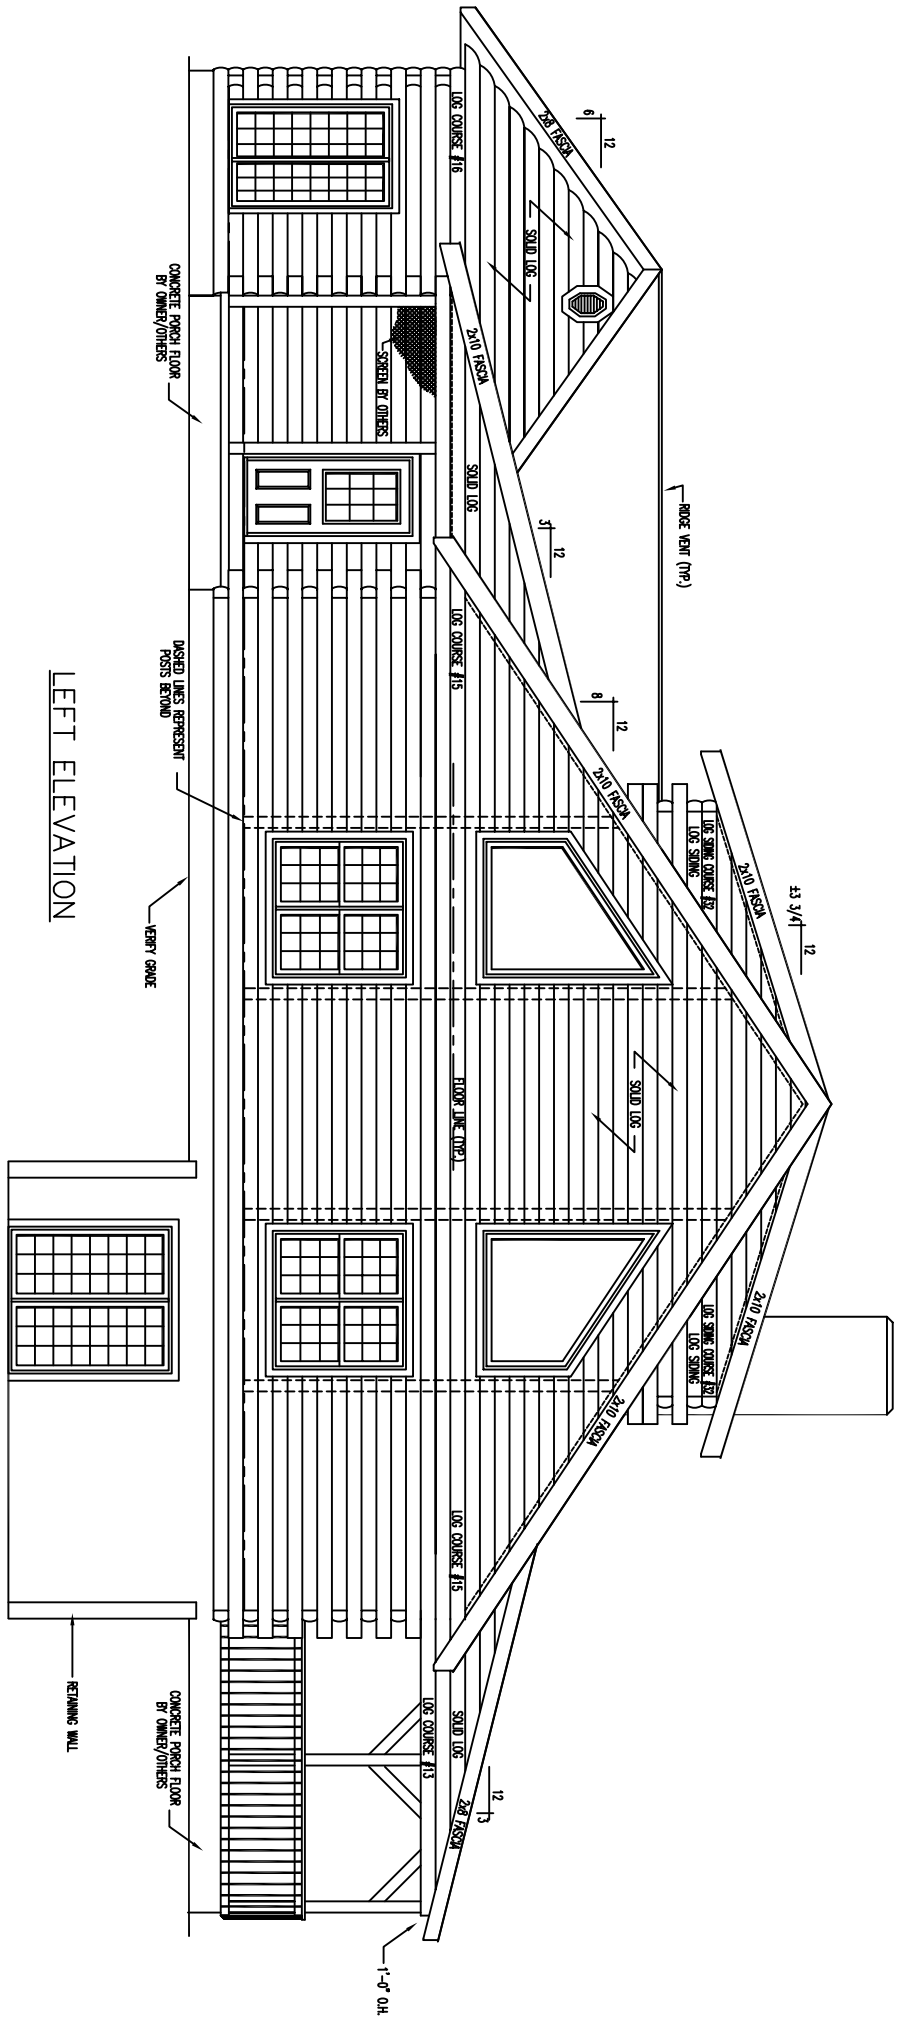 2x8 FASCIA
12
6
LOG COURSE #16
SOLID LOG
2x10 FASCIA
SCREEN BY OTHERS
CONCRETE PORCH FLOOR
BY OWNER/OTHERS
SOLID LOG
RIDGE VENT (TYP.)
12
3
LOG COURSE #15
12
8
2x10 FASCIA
DASHED LINES REPRESENT
POSTS BEYOND
LOG SIDING COURSE #32
LOG SIDING
2x10 FASCIA
12
±3 3/4
VERIFY GRADE
FLOOR LINE (TYP.)
SOLID LOG
2x10 FASCIA
LOG SIDING COURSE #32
LOG SIDING
2x10 FASCIA
LOG COURSE #15
SOLID LOG
LOG COURSE #13
12
3
2x8 FASCIA
RETAINING WALL
CONCRETE PORCH FLOOR
BY OWNER/OTHERS
1'-0" O.H.
LEFT ELEVATION